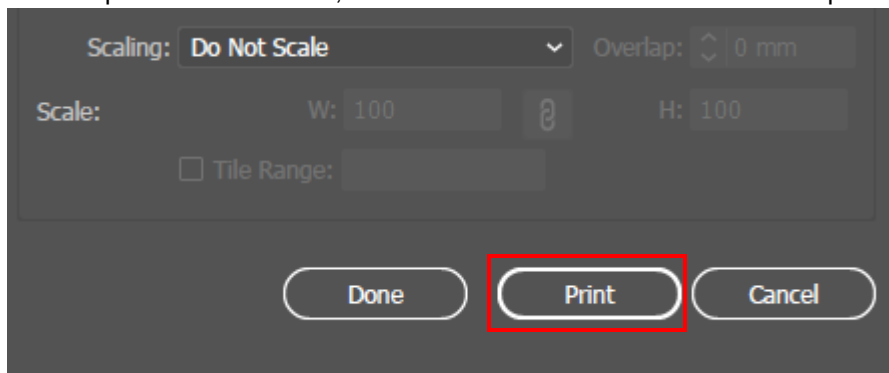 Scaling: Do Not Scale Overlap: 0 mm
Scale: W: 100 H: 100
Tile Range:
Done Print Cancel